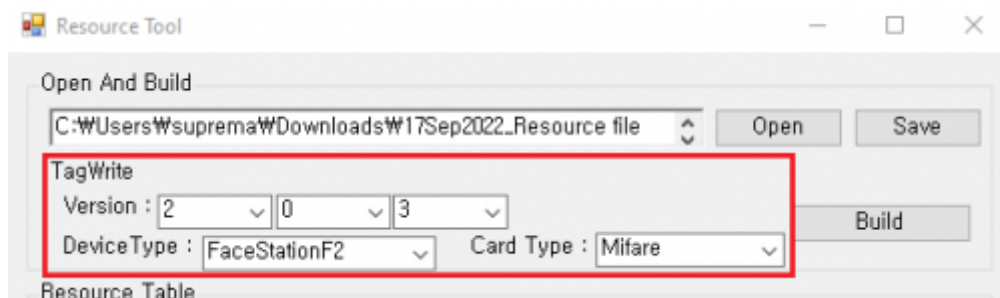 Resource Tool
Open And Build
C:₩Users₩suprema₩Downloads₩17Sep2022_Resource file
Open
Save
TagWrite
Version : 2 0 3
Build
DeviceType : FaceStationF2 Card Type : Mifare
Resource Table